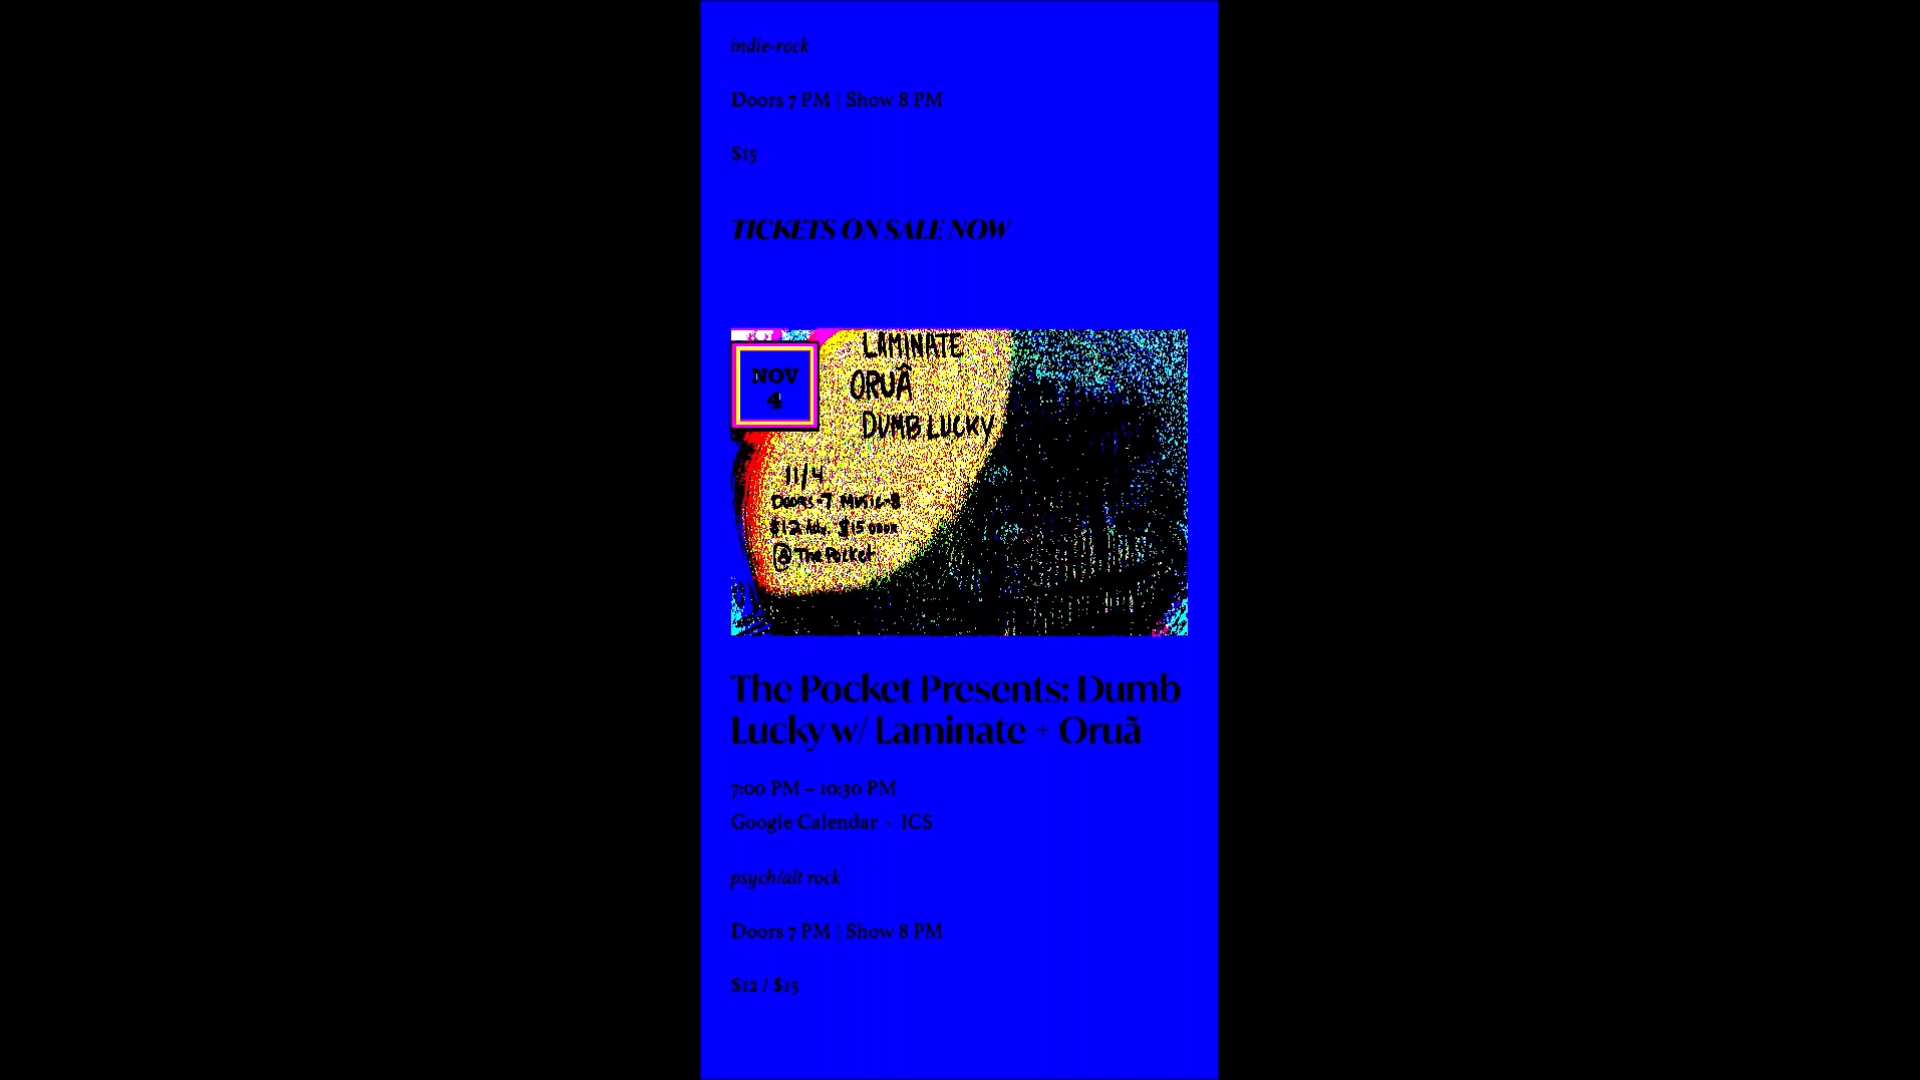 indie-rock
Doors 7 PM | Show 8 PM
$15
TICKETS ON SALE NOW
LAMINATE
ORUÃ
DUMB LUCKY
NOV
4
11/4
Doors-7 Music-8
$12 Adv. $15 DOOR
@ The Pocket
The Pocket Presents: Dumb
Lucky w/ Laminate + Oruã
7:00 PM – 10:30 PM
Google Calendar · ICS
psych/alt rock
Doors 7 PM | Show 8 PM
$12 / $15